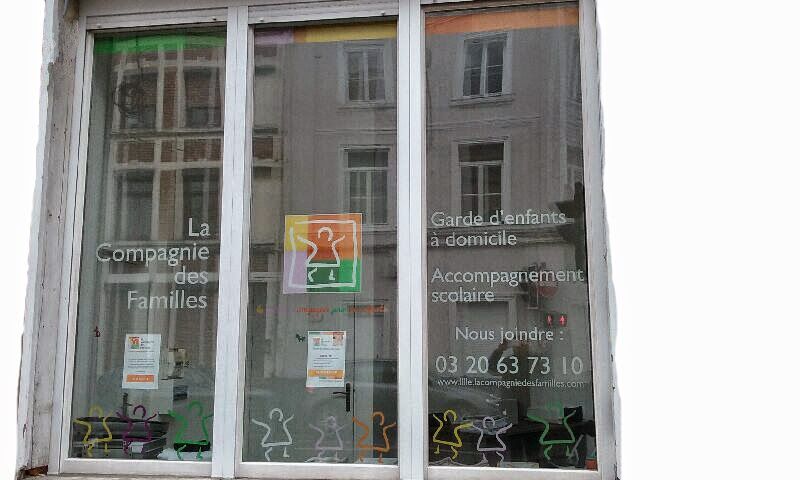 La
Compagnie
des
Familles
Garde d'enfants
à domicile
Accompagnement
scolaire
Nous joindre :
03 20 63 73 10
www.lille.lacompagniedesfamilles.com